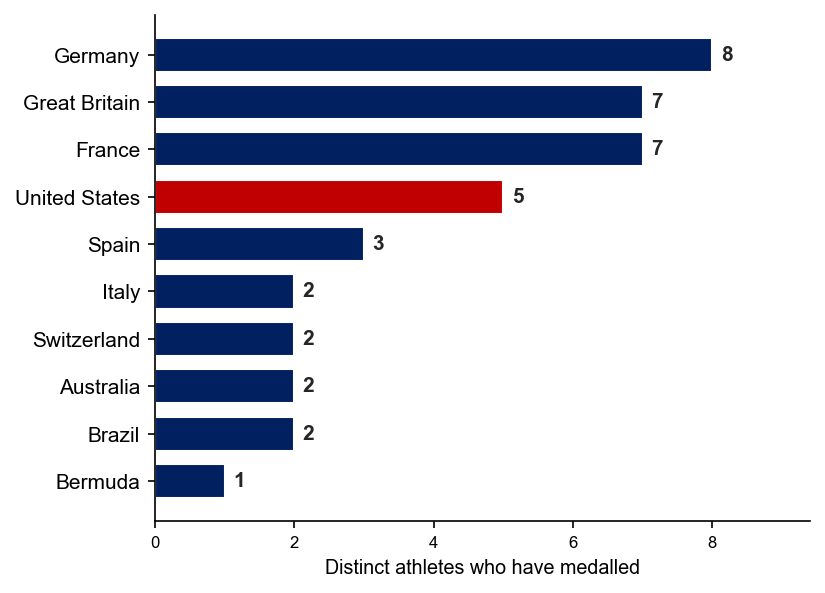 Germany 8
Great Britain 7
France 7
United States 5
Spain 3
Italy 2
Switzerland 2
Australia 2
Brazil 2
Bermuda 1
0 2 4 6 8
Distinct athletes who have medalled